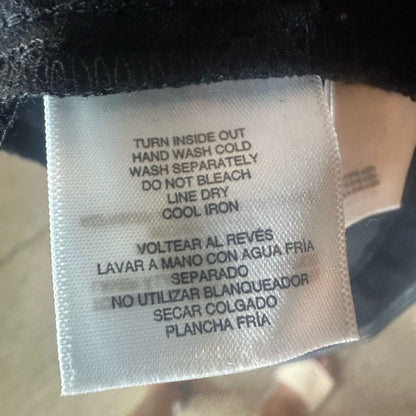 TURN INSIDE OUT
HAND WASH COLD
WASH SEPARATELY
DO NOT BLEACH
LINE DRY
COOL IRON
VOLTEAR AL REVÉS
LAVAR A MANO CON AGUA FRÍA
SEPARADO
NO UTILIZAR BLANQUEADOR
SECAR COLGADO
PLANCHA FRÍA